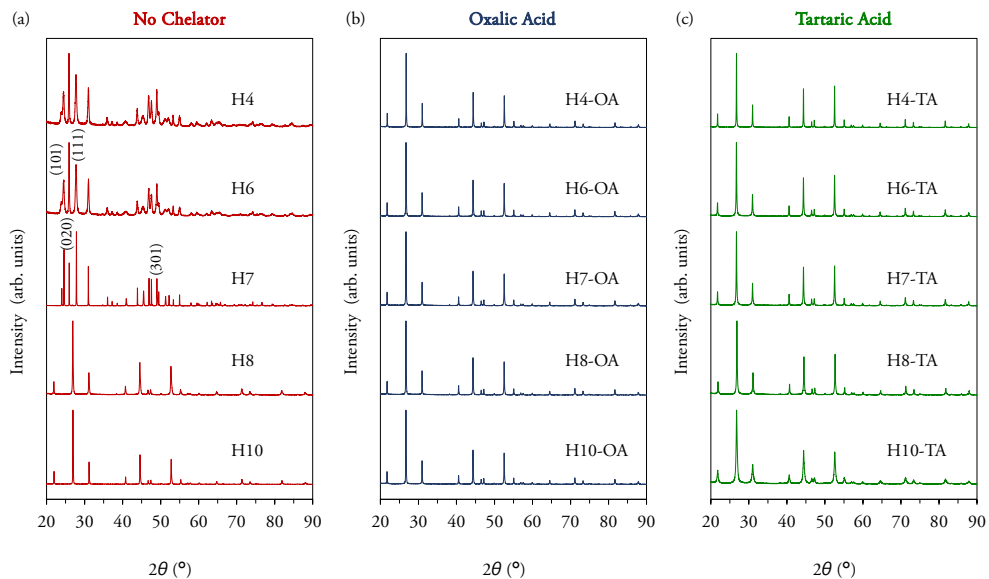 (a) No Chelator
H4
(101)
(111)
H6
(020)
(301)
H7
H8
H10
Intensity (arb. units)
20 30 40 50 60 70 80 90
2θ (°)
(b) Oxalic Acid
H4-OA
H6-OA
H7-OA
H8-OA
H10-OA
Intensity (arb. units)
20 30 40 50 60 70 80 90
2θ (°)
(c) Tartaric Acid
H4-TA
H6-TA
H7-TA
H8-TA
H10-TA
Intensity (arb. units)
20 30 40 50 60 70 80 90
2θ (°)